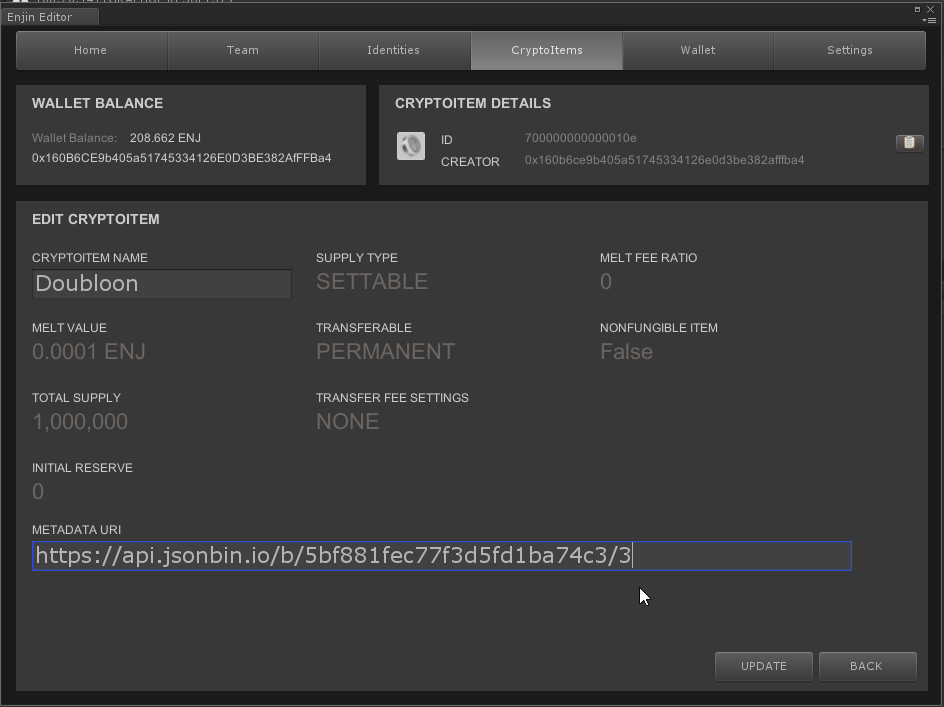 Enjin Editor
Home Team Identities CryptoItems Wallet Settings
WALLET BALANCE
Wallet Balance: 208.662 ENJ
0x160B6CE9b405a51745334126E0D3BE382AfFFBa4
CRYPTOITEM DETAILS
ID 700000000000010e
CREATOR 0x160b6ce9b405a51745334126e0d3be382afffba4
EDIT CRYPTOITEM
CRYPTOITEM NAME SUPPLY TYPE MELT FEE RATIO
Doubloon SETTABLE 0
MELT VALUE TRANSFERABLE NONFUNGIBLE ITEM
0.0001 ENJ PERMANENT False
TOTAL SUPPLY TRANSFER FEE SETTINGS
1,000,000 NONE
INITIAL RESERVE
0
METADATA URI
https://api.jsonbin.io/b/5bf881fec77f3d5fd1ba74c3/3
UPDATE BACK